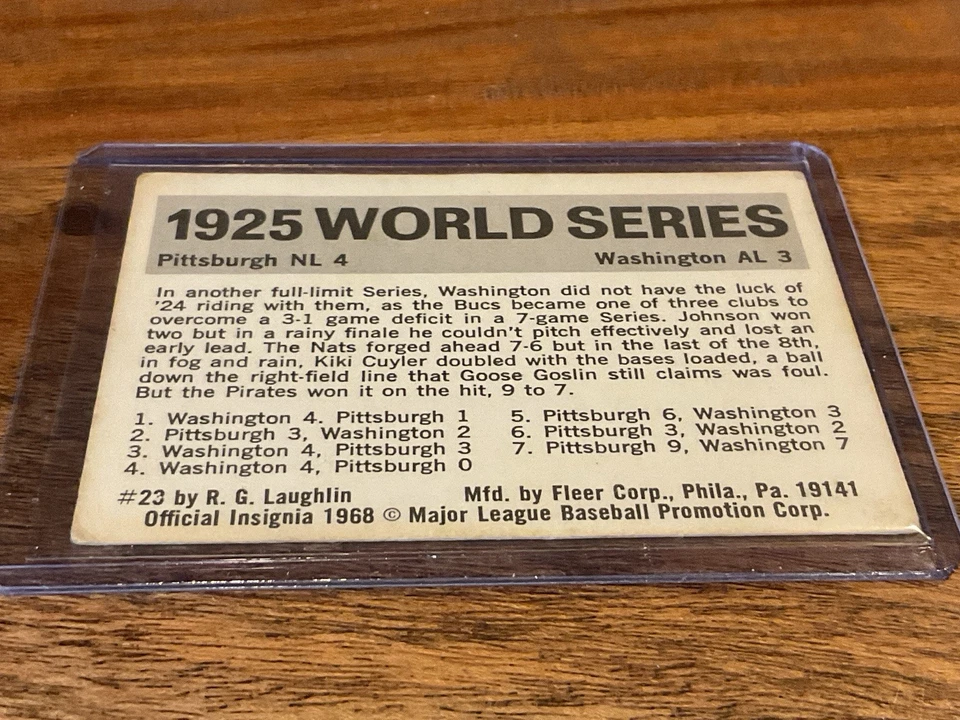 1925 WORLD SERIES
Pittsburgh NL 4 Washington AL 3
In another full-limit Series, Washington did not have the luck of
'24 riding with them, as the Bucs became one of three clubs to
overcome a 3-1 game deficit in a 7-game Series. Johnson won
two but in a rainy finale he couldn't pitch effectively and lost an
early lead. The Nats forged ahead 7-6 but in the last of the 8th,
in fog and rain, Kiki Cuyler doubled with the bases loaded, a ball
down the right-field line that Goose Goslin still claims was foul.
But the Pirates won it on the hit, 9 to 7.
1. Washington 4, Pittsburgh 1
2. Pittsburgh 3, Washington 2
3. Washington 4, Pittsburgh 3
4. Washington 4, Pittsburgh 0
5. Pittsburgh 6, Washington 3
6. Pittsburgh 3, Washington 2
7. Pittsburgh 9, Washington 7
#23 by R. G. Laughlin Mfd. by Fleer Corp., Phila., Pa. 19141
Official Insignia 1968 © Major League Baseball Promotion Corp.